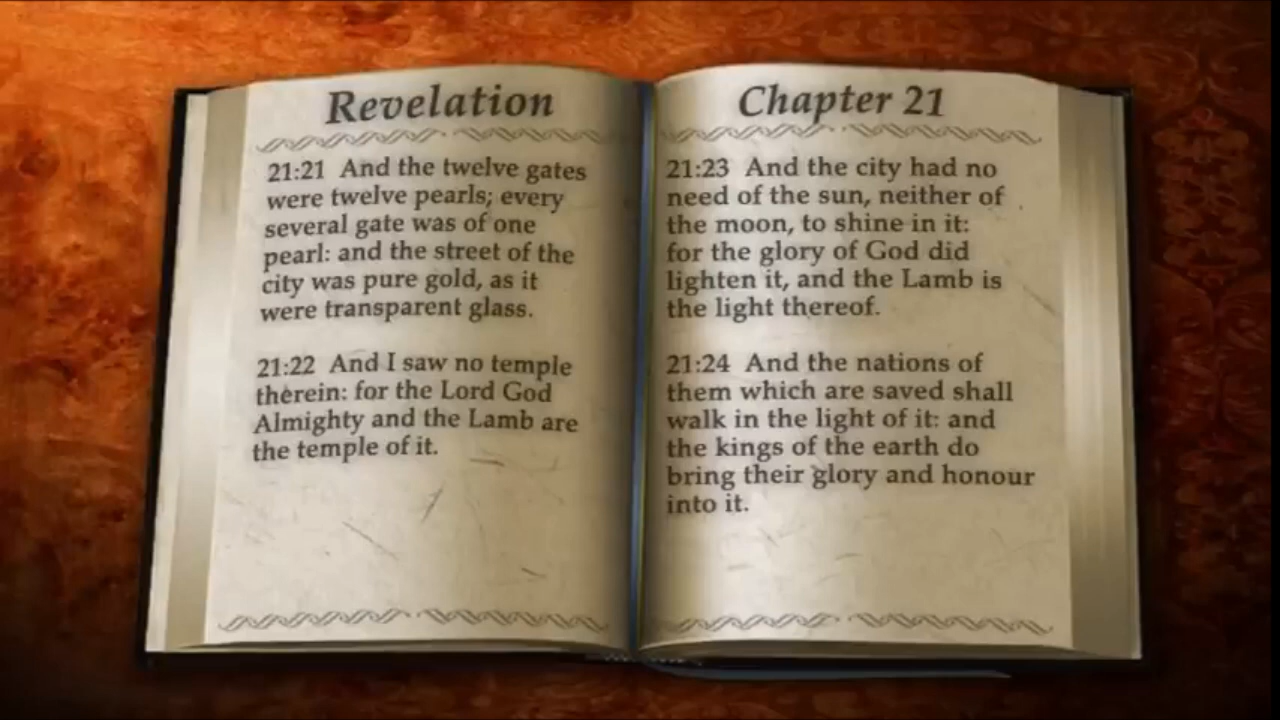 Revelation
21:21 And the twelve gates
were twelve pearls; every
several gate was of one
pearl: and the street of the
city was pure gold, as it
were transparent glass.
21:22 And I saw no temple
therein: for the Lord God
Almighty and the Lamb are
the temple of it.
Chapter 21
21:23 And the city had no
need of the sun, neither of
the moon, to shine in it:
for the glory of God did
lighten it, and the Lamb is
the light thereof.
21:24 And the nations of
them which are saved shall
walk in the light of it: and
the kings of the earth do
bring their glory and honour
into it.